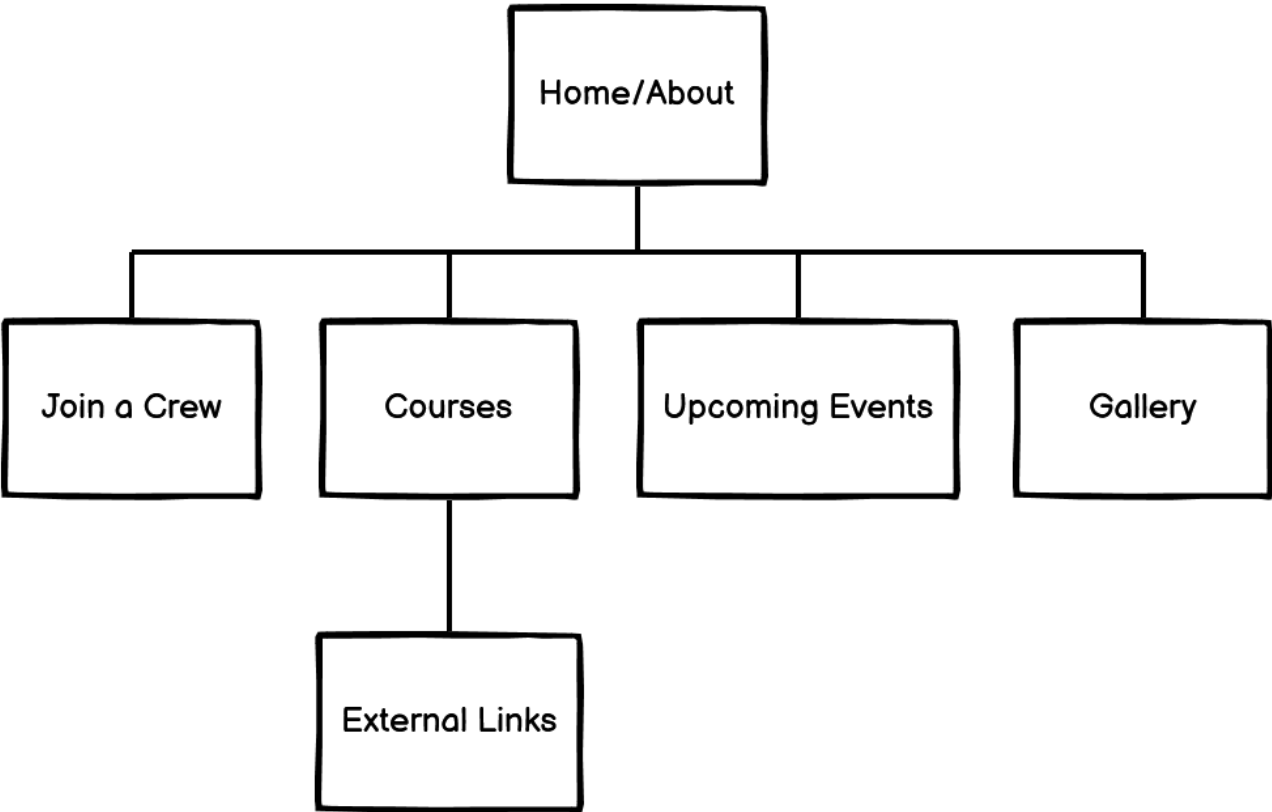 Home/About
Join a Crew
Courses
Upcoming Events
Gallery
External Links